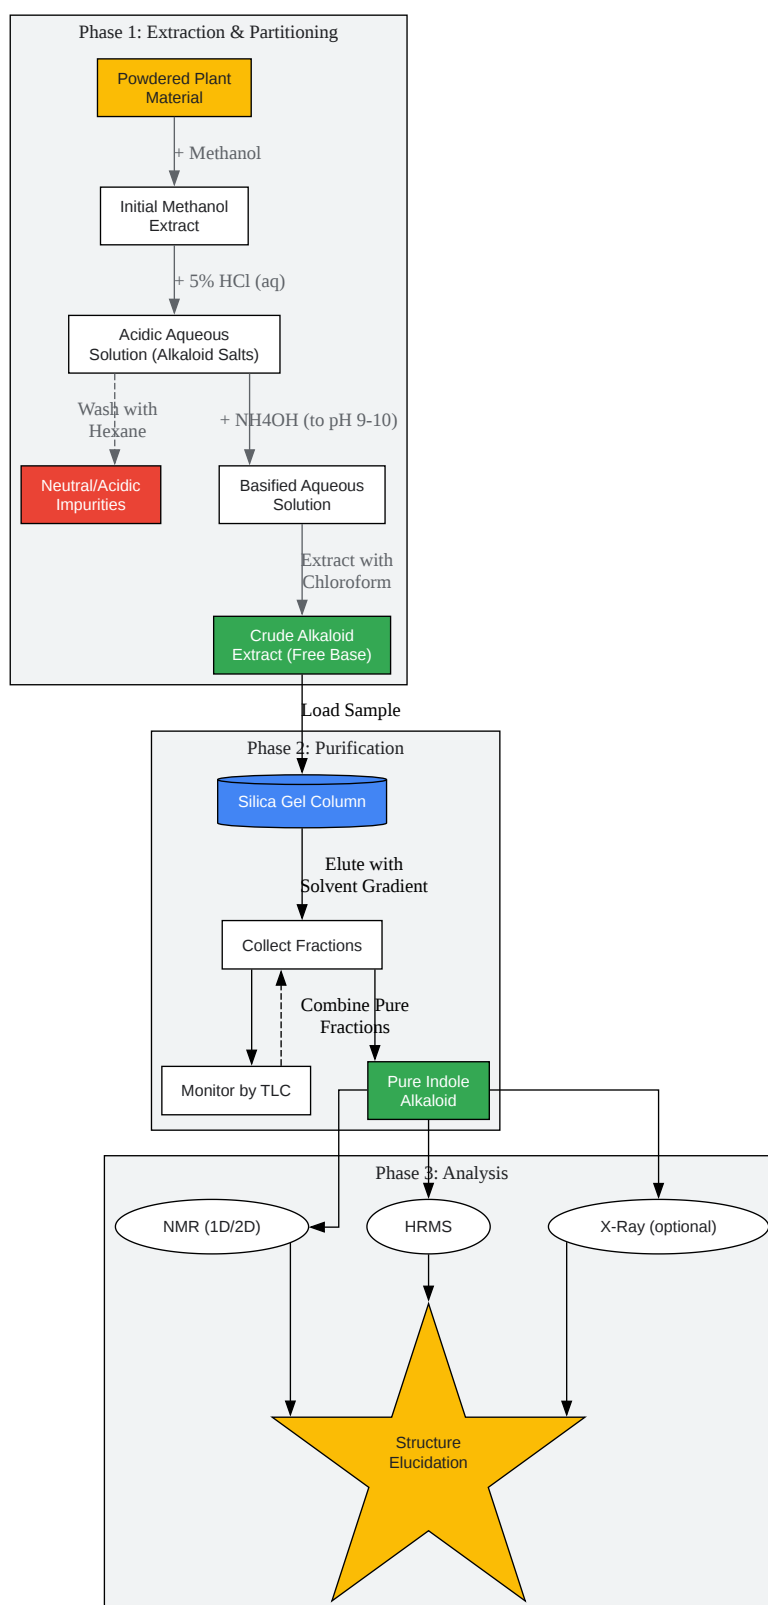 Phase 1: Extraction & Partitioning
Powdered Plant
Material
+ Methanol
Initial Methanol
Extract
+ 5% HCl (aq)
Acidic Aqueous
Solution (Alkaloid Salts)
Wash with
Hexane
+ NH4OH (to pH 9-10)
Neutral/Acidic
Impurities
Basified Aqueous
Solution
Extract with
Chloroform
Crude Alkaloid
Extract (Free Base)
Load Sample
Phase 2: Purification
Silica Gel Column
Elute with
Solvent Gradient
Collect Fractions
Combine Pure
Fractions
Monitor by TLC
Pure Indole
Alkaloid
Phase 3: Analysis
NMR (1D/2D)
HRMS
X-Ray (optional)
Structure
Elucidation